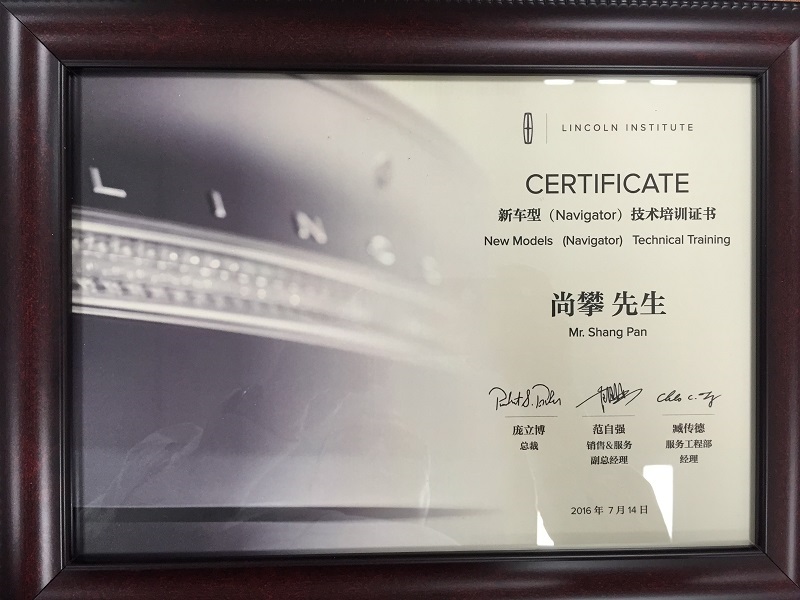 LINCO
LINCOLN INSTITUTE
CERTIFICATE
新车型（Navigator）技术培训证书
New Models (Navigator) Technical Training
尚攀 先生
Mr. Shang Pan
庞立博 范自强 臧传德
总裁 销售&服务 服务工程部
副总经理 经理
2016 年 7 月 14 日